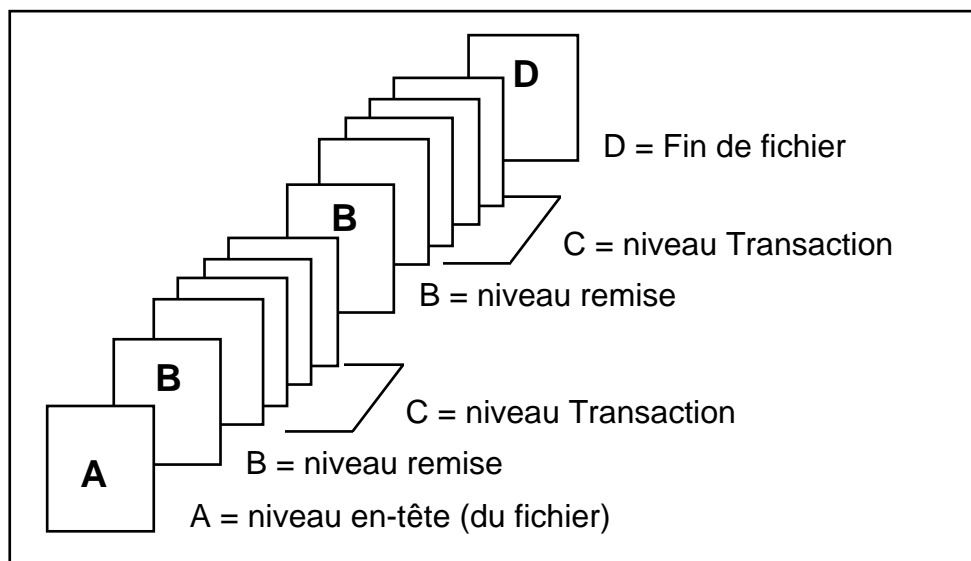 D
D = Fin de fichier
B
C = niveau Transaction
B = niveau remise
B
C = niveau Transaction
B = niveau remise
A
A = niveau en-tête (du fichier)